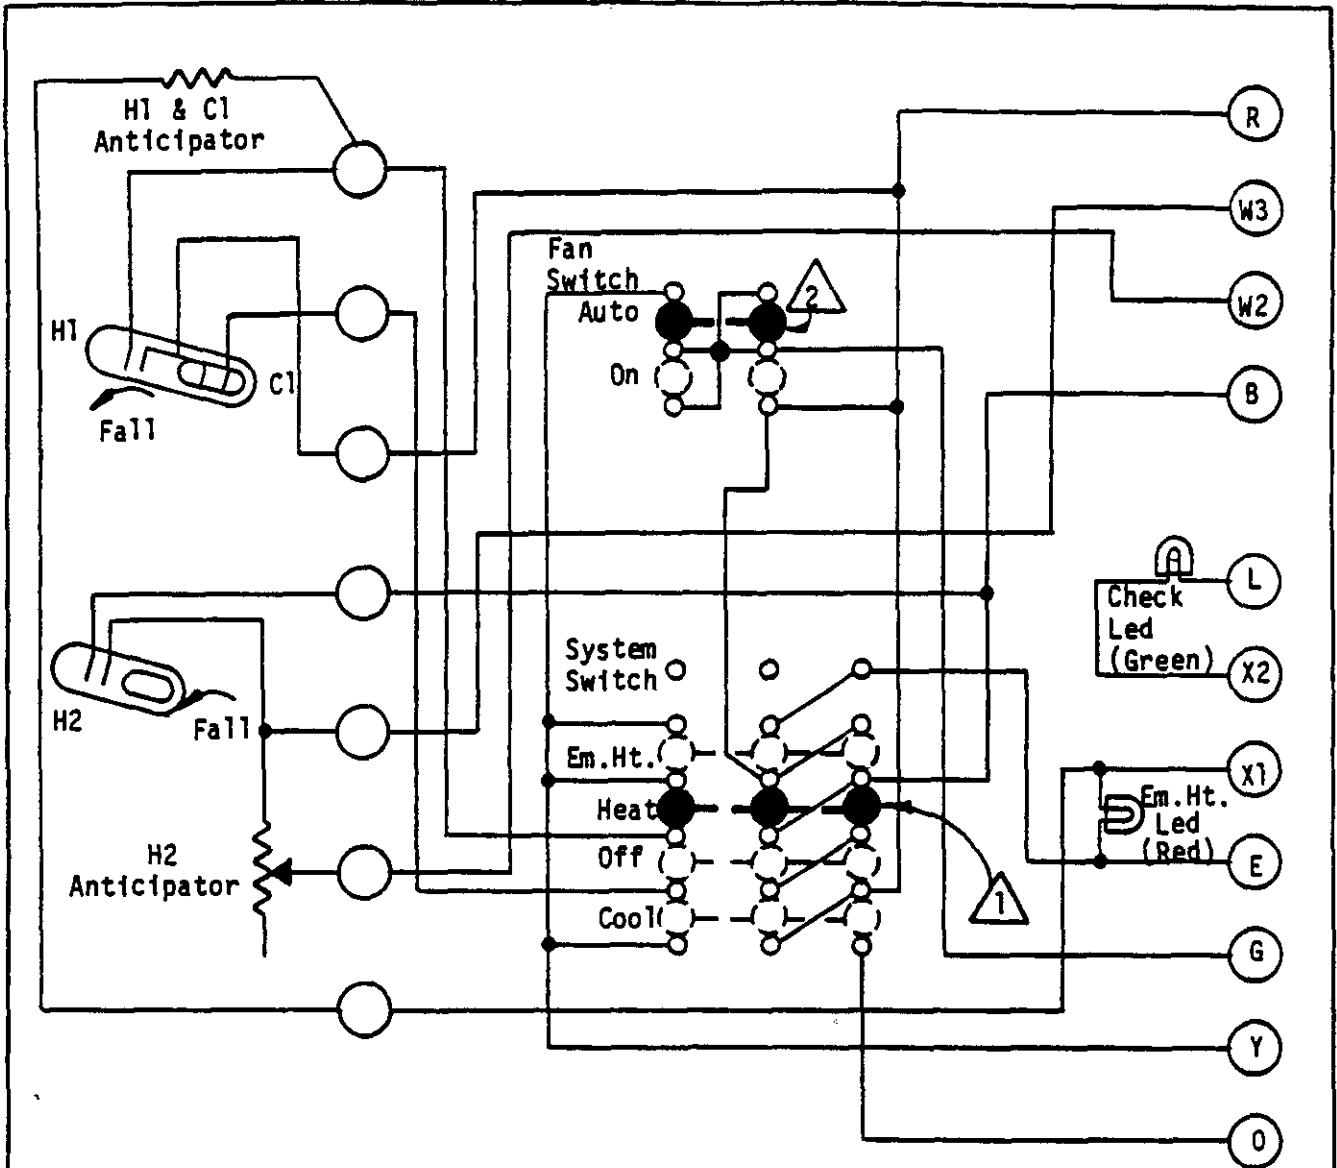 H1 & C1
Anticipator
R
W3
Fan
Switch
Auto
2
W2
H1
On
C1
B
Fall
Check
Led
(Green)
L
System
Switch
X2
H2
Fall
Em.Ht.
X1
Em.Ht.
Led
(Red)
Heat
H2
Anticipator
Off
E
1
Cool
G
Y
O